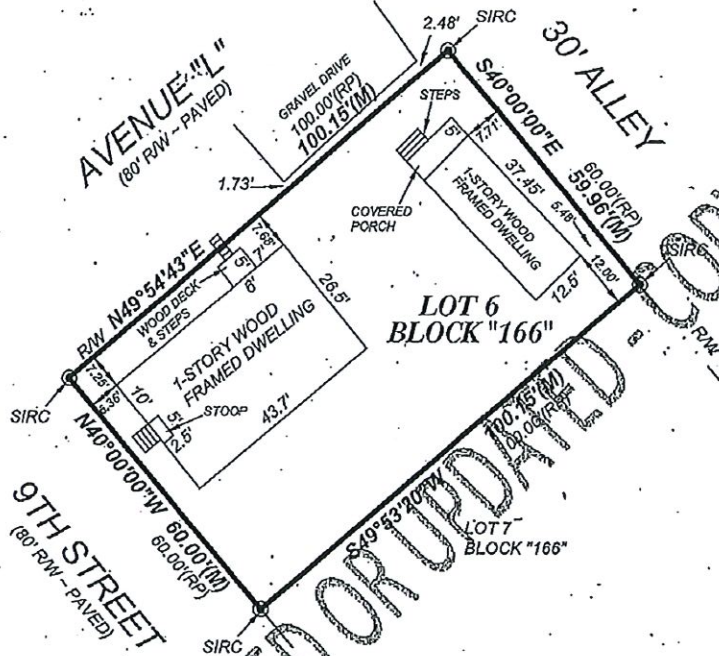 2.48'
SIRC
30' ALLEY
AVENUE "L"
(80' R/W ~ PAVED)
GRAVEL DRIVE
100.00'(RP)
100.15'(M)
S40°00'00"E
60.00'(RP)
59.96'(M)
STEPS
5'
7.71'
37.45'
5.48'
12.00'
1-STORY WOOD
FRAMED DWELLING
12.5'
COVERED
PORCH
1.73'
SIRC
R/W
N49°54'43"E
WOOD DECK
& STEPS
5'
7'
6'
7.68'
26.5'
LOT 6
BLOCK "166"
1-STORY WOOD
FRAMED DWELLING
7.25'
10'
5'
2.5'
STOOP
43.7'
SIRC
N40°00'00"W
60.00'(M)
60.00'(RP)
100.15'(M)
S49°53'20"W
R/W
LOT 7
BLOCK "166"
9TH STREET
(80' R/W ~ PAVED)
SIRC
OR UPDATED